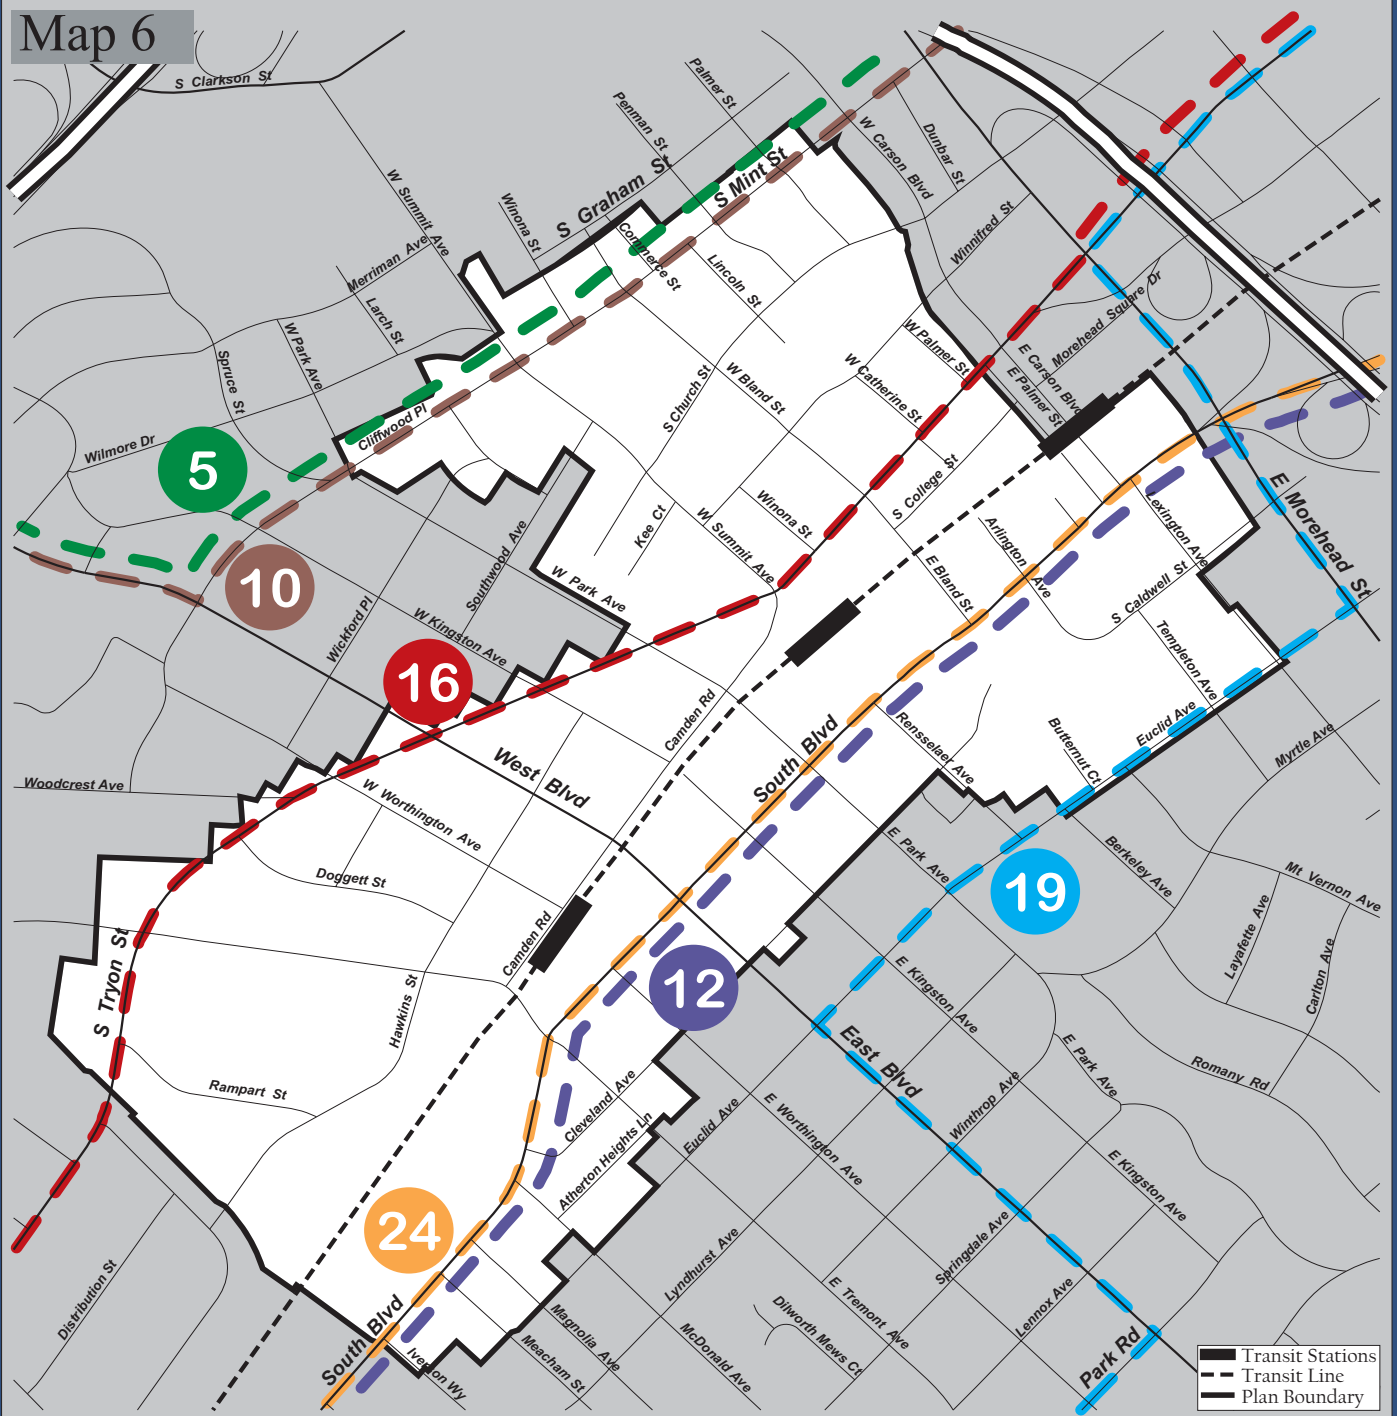 Map 6
S Clarkson St
Palmer St
Penman St
W Carson Blvd
Dunbar St
W Summit Ave
Winona St
S Graham St
S Mint St
Winnifred St
Merriman Ave
Commerce St
Lincoln St
Larch St
Morehead Square Dr
W Park Ave
Spruce St
W Palmer St
E Carson Blvd
E Palmer St
W Catherine St
W Bland St
S Church St
Cliffwood Pl
Wilmore Dr
5
S College St
E Morehead St
Lexington Ave
Winona St
Kee Ct
W Summit Ave
Arlington Ave
Southwood Ave
10
E Bland St
S Caldwell St
W Park Ave
Wickford Pl
W Kingston Ave
Templeton Ave
16
Camden Rd
Euclid Ave
Rensselaer Ave
Butternut Ct
Myrtle Ave
South Blvd
West Blvd
Woodcrest Ave
W Worthington Ave
E Park Ave
Berkeley Ave
Mt Vernon Ave
Doggett St
19
Layafette Ave
Carlton Ave
Camden Rd
S Tryon St
E Kingston Ave
12
Hawkins St
East Blvd
E Park Ave
Romany Rd
Rampart St
Cleveland Ave
Winthrop Ave
Euclid Ave
E Worthington Ave
Atherton Heights Ln
E Kingston Ave
24
Springdale Ave
Lyndhurst Ave
Distribution St
E Tremont Ave
Lennox Ave
Dilworth Mews Ct
Magnolia Ave
McDonald Ave
South Blvd
Iverson Wy
Meacham St
Park Rd
Transit Stations
Transit Line
Plan Boundary